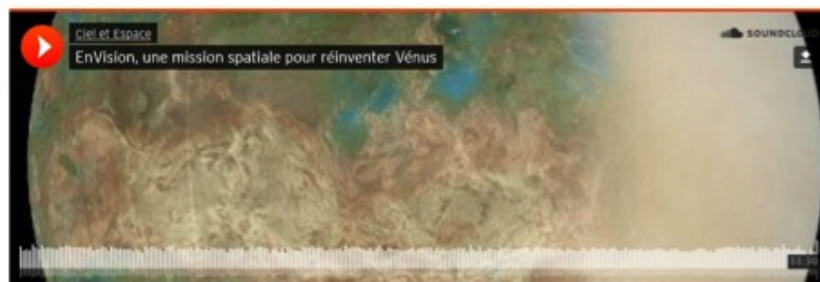 Ciel et Espace
EnVision, une mission spatiale pour réinventer Vénus
SOUNDCLOUD